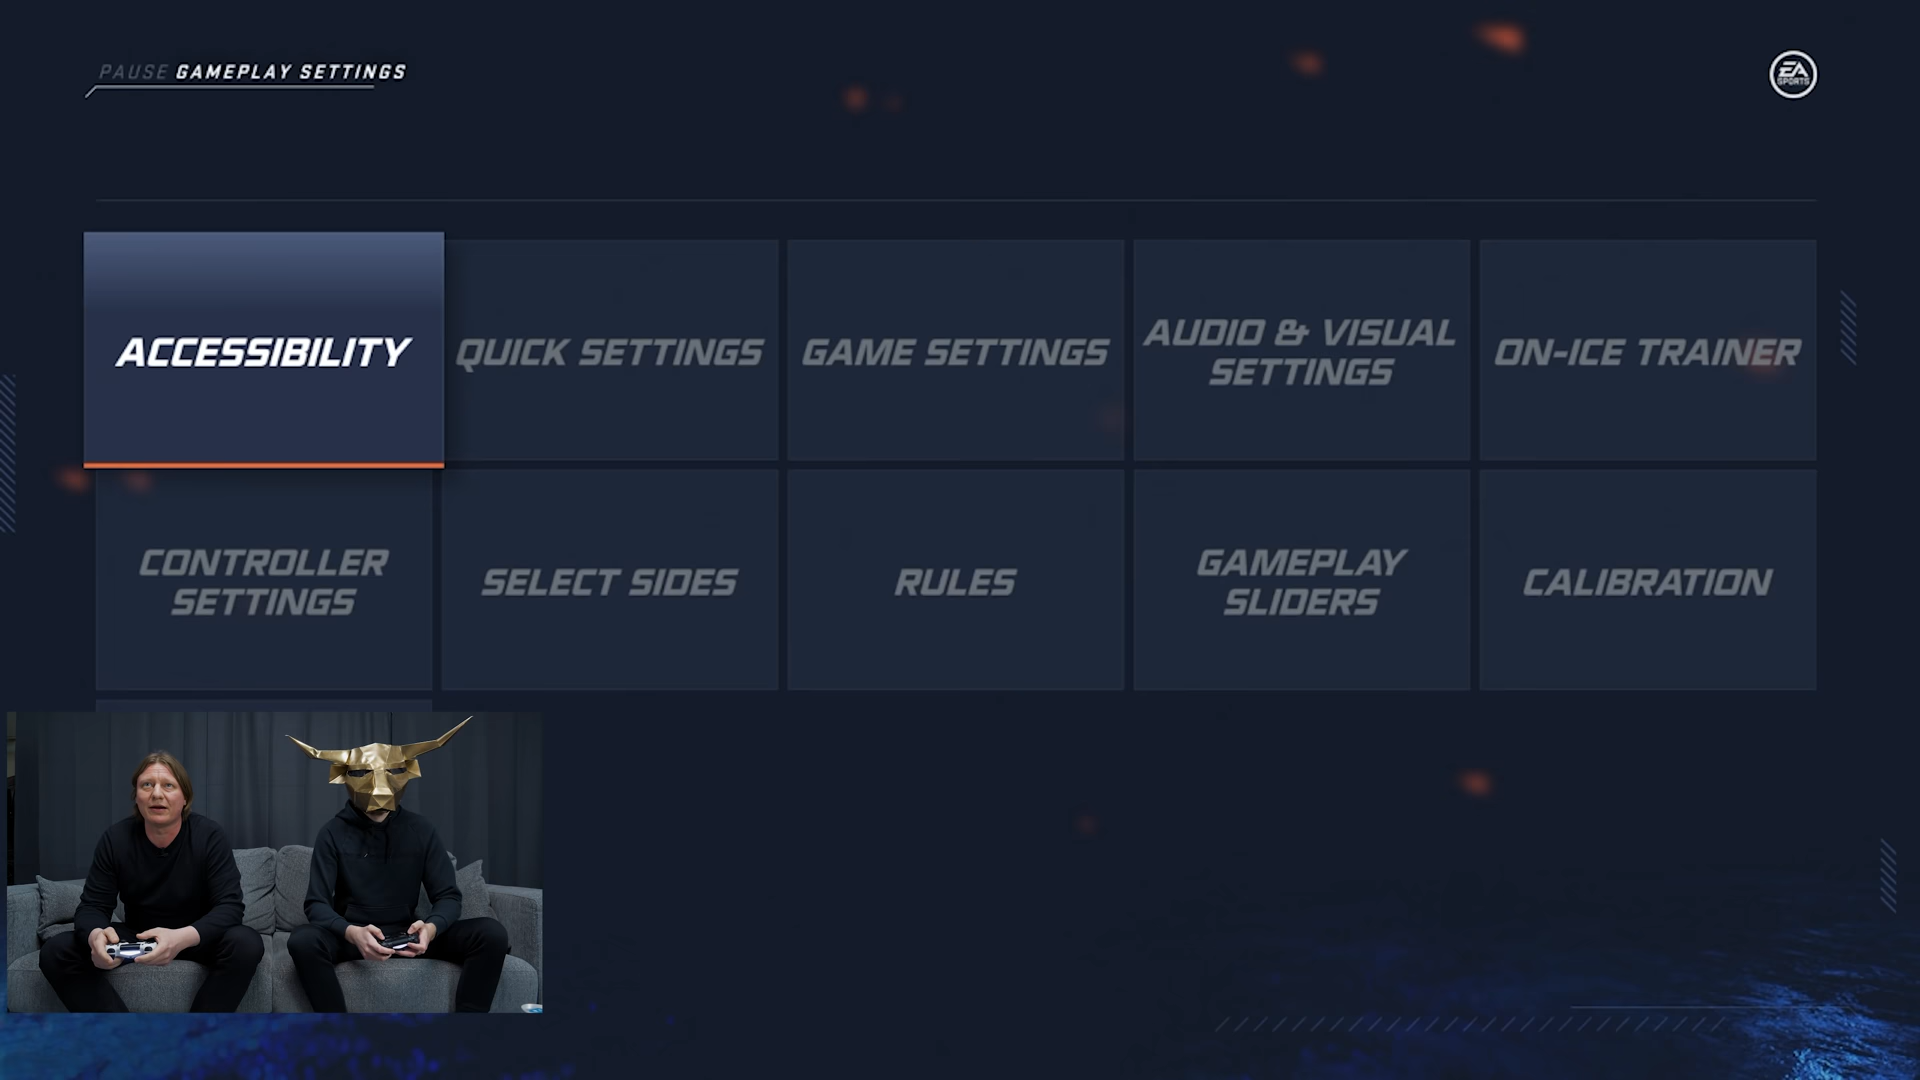 PAUSE GAMEPLAY SETTINGS
EA
SPORTS
ACCESSIBILITY
QUICK SETTINGS
GAME SETTINGS
AUDIO & VISUAL
SETTINGS
ON-ICE TRAINER
CONTROLLER
SETTINGS
SELECT SIDES
RULES
GAMEPLAY
SLIDERS
CALIBRATION